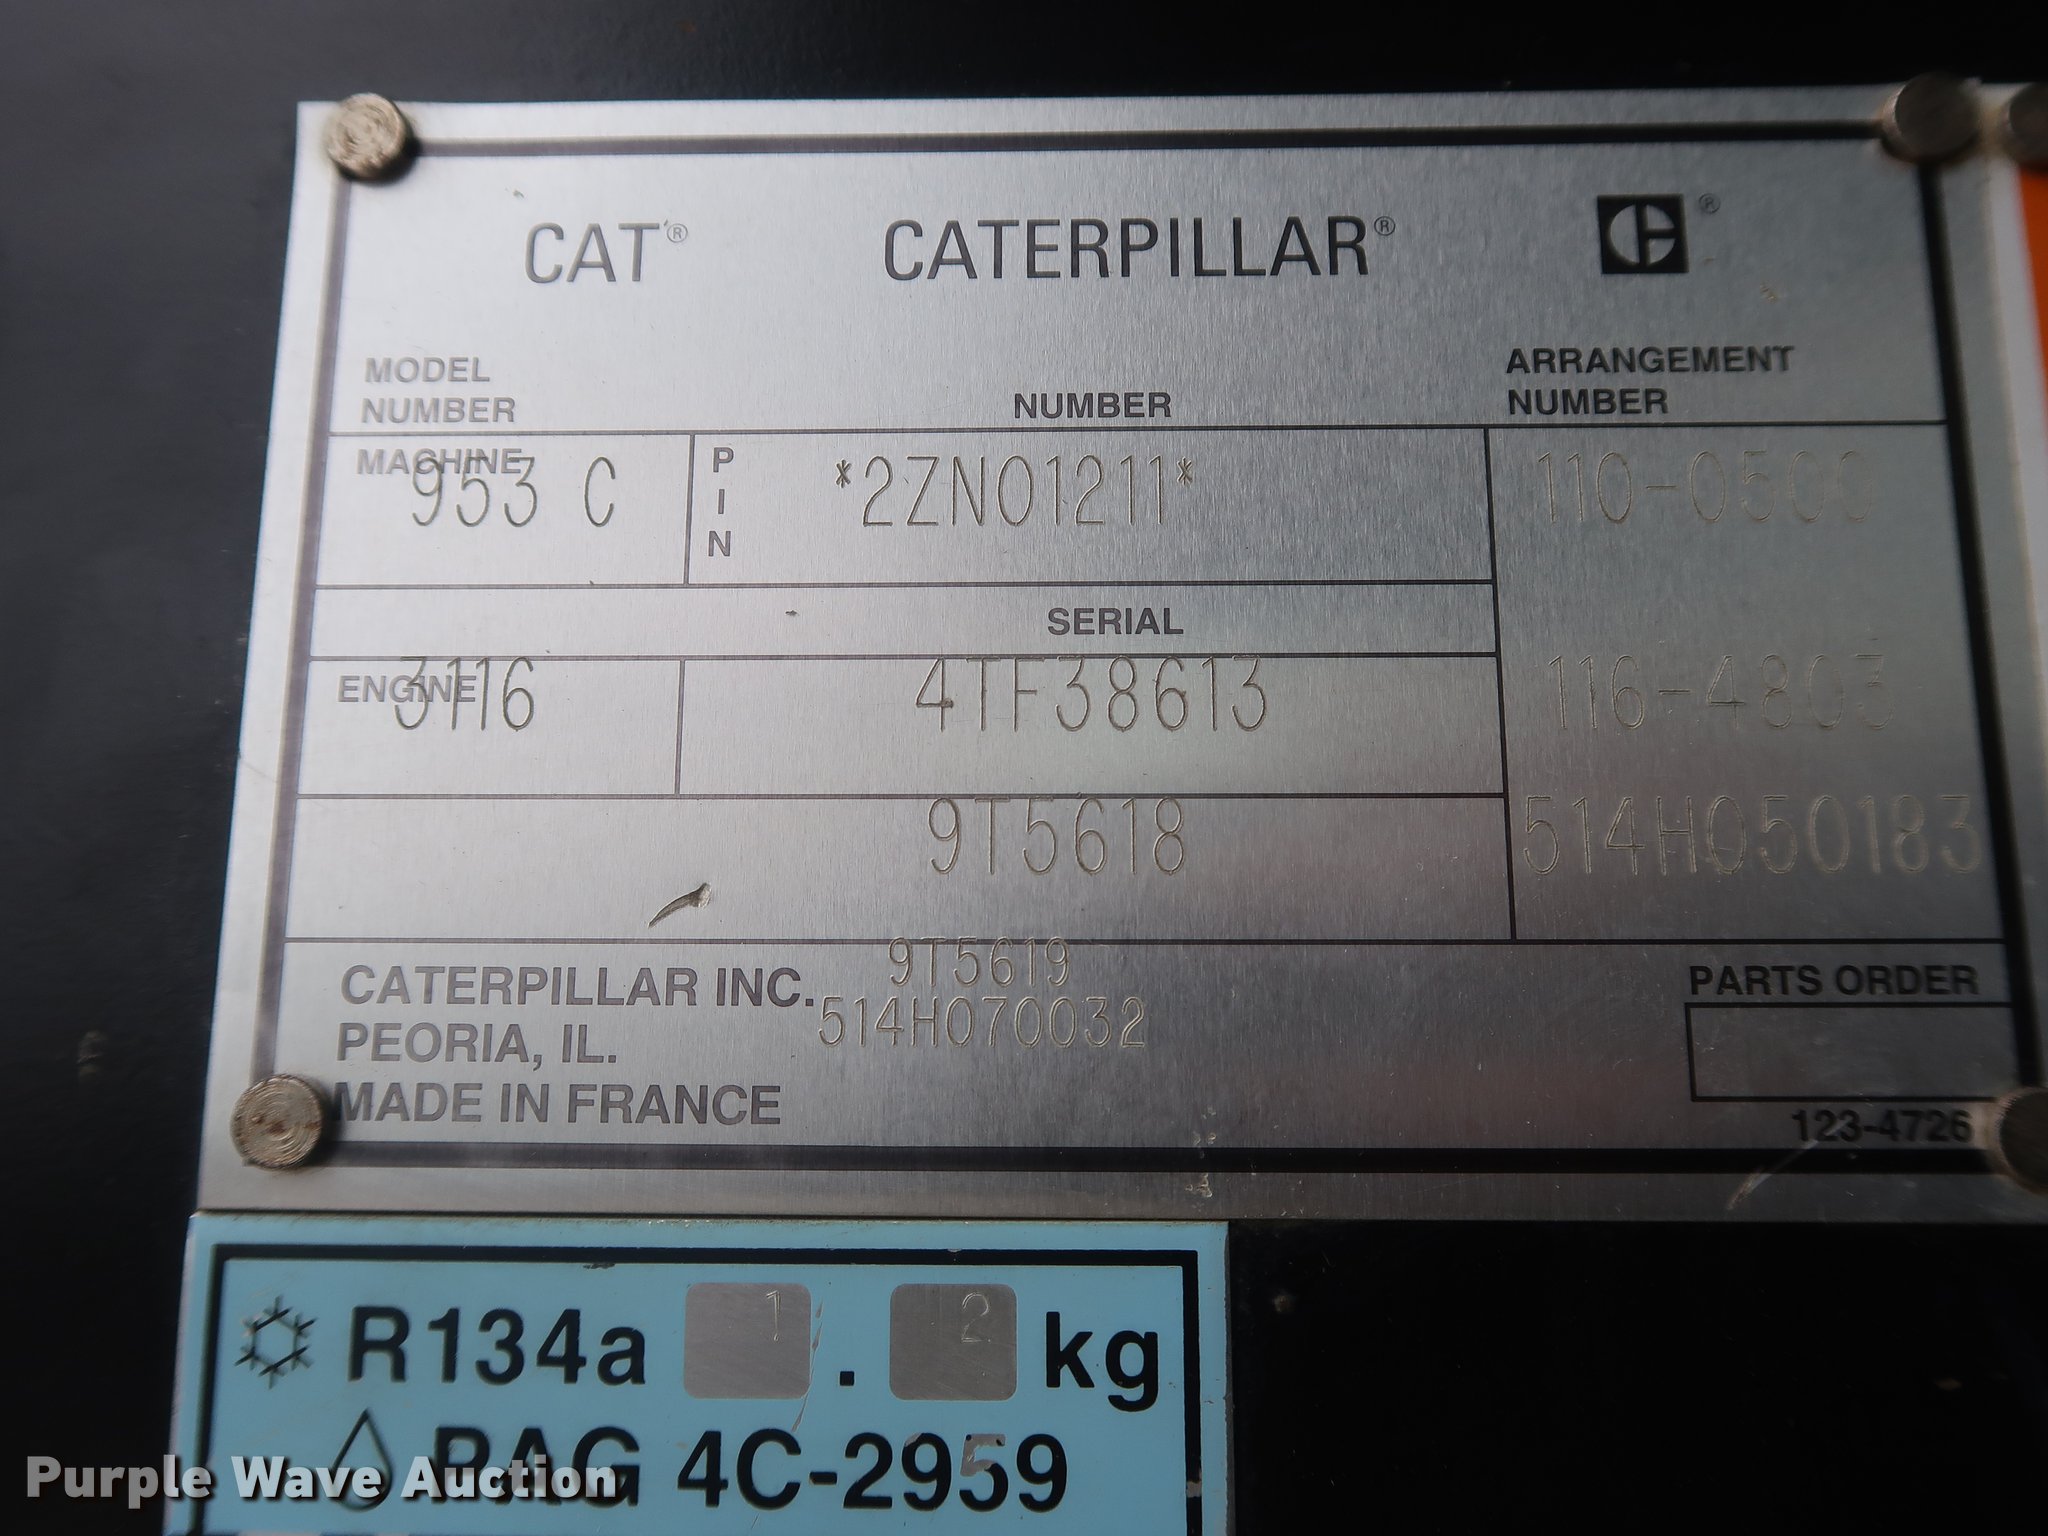 CAT® CATERPILLAR® ®
MODEL NUMBER NUMBER ARRANGEMENT NUMBER
MACHINE 953 C PIN *2ZN01211* 110-0500
SERIAL
ENGINE 3116 4TF38613 116-4803
9T5618 514H050183
9T5619
CATERPILLAR INC. 514H070032 PARTS ORDER
PEORIA, IL.
MADE IN FRANCE
123-4726
R134a 1.2 kg
PAG 4C-2959
Purple Wave Auction